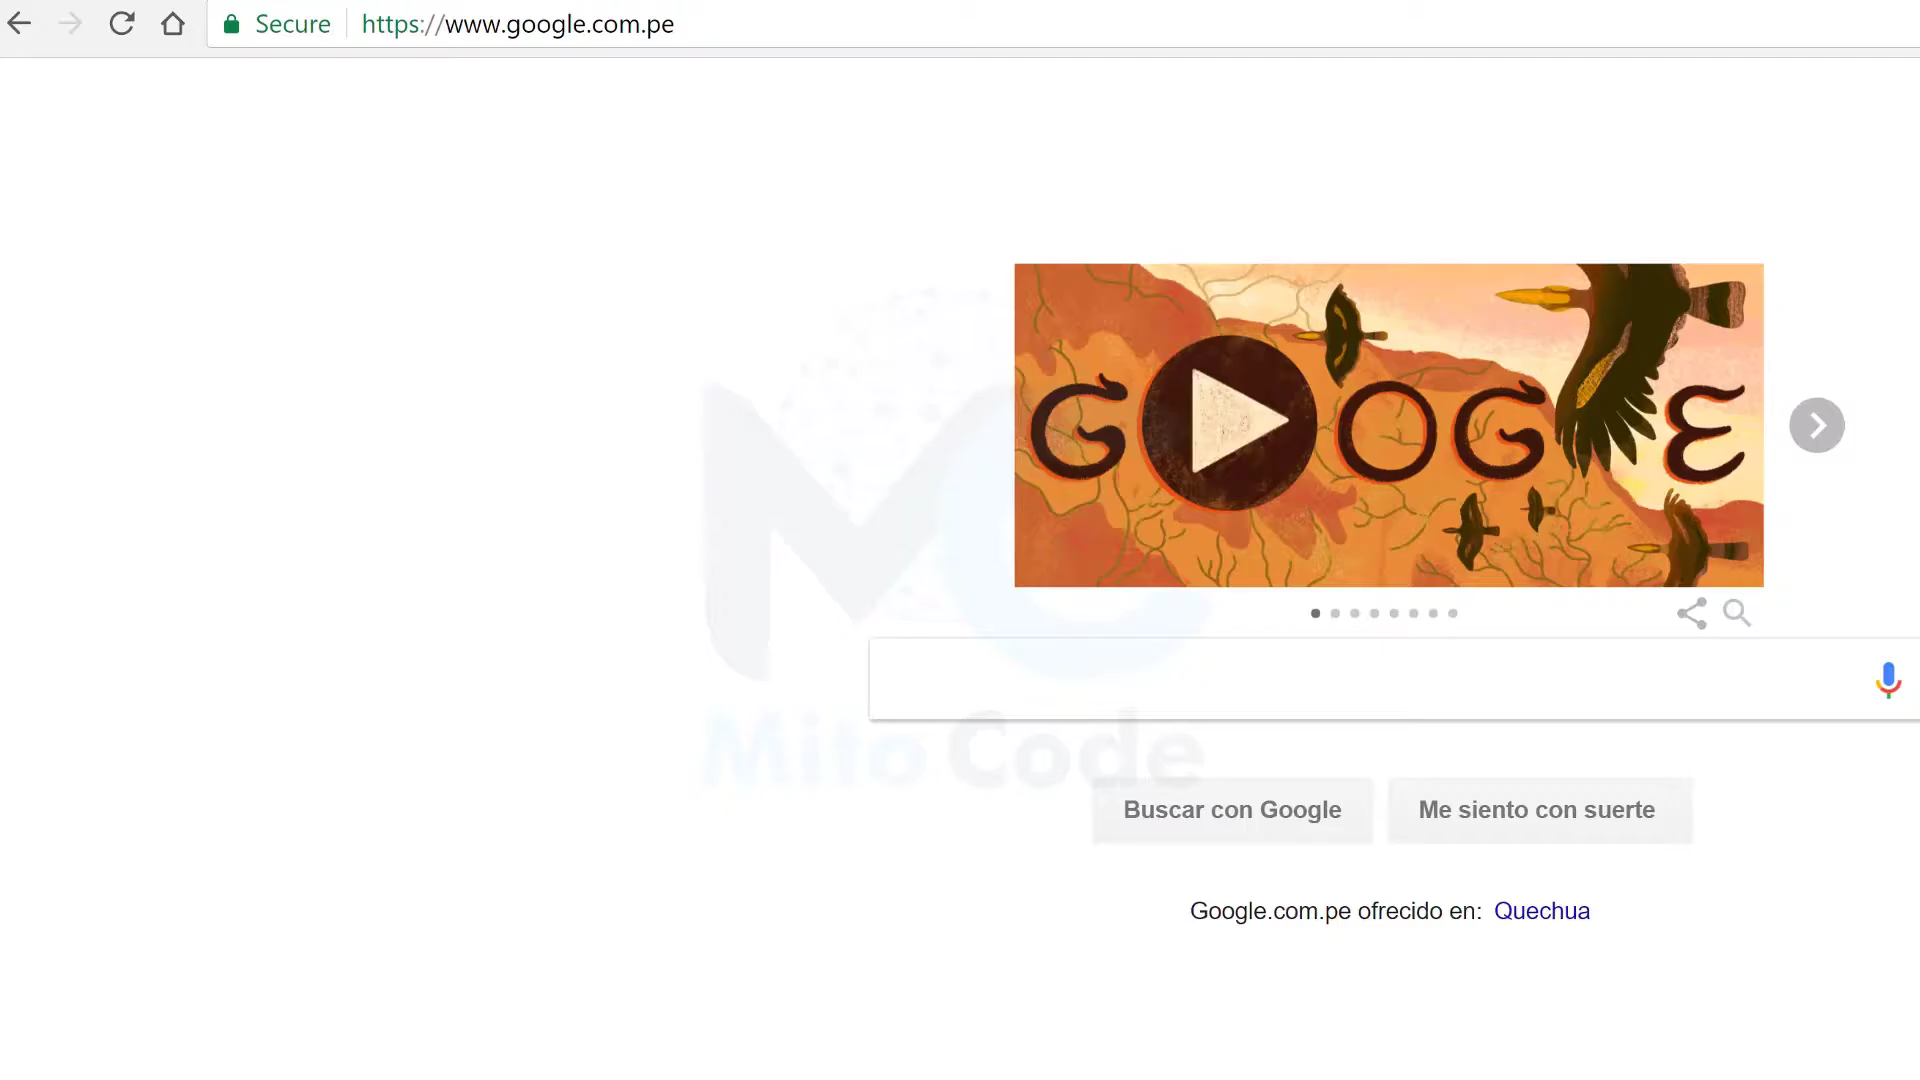 Secure https://www.google.com.pe
GOOGLE
Mito Code
Buscar con Google Me siento con suerte
Google.com.pe ofrecido en: Quechua